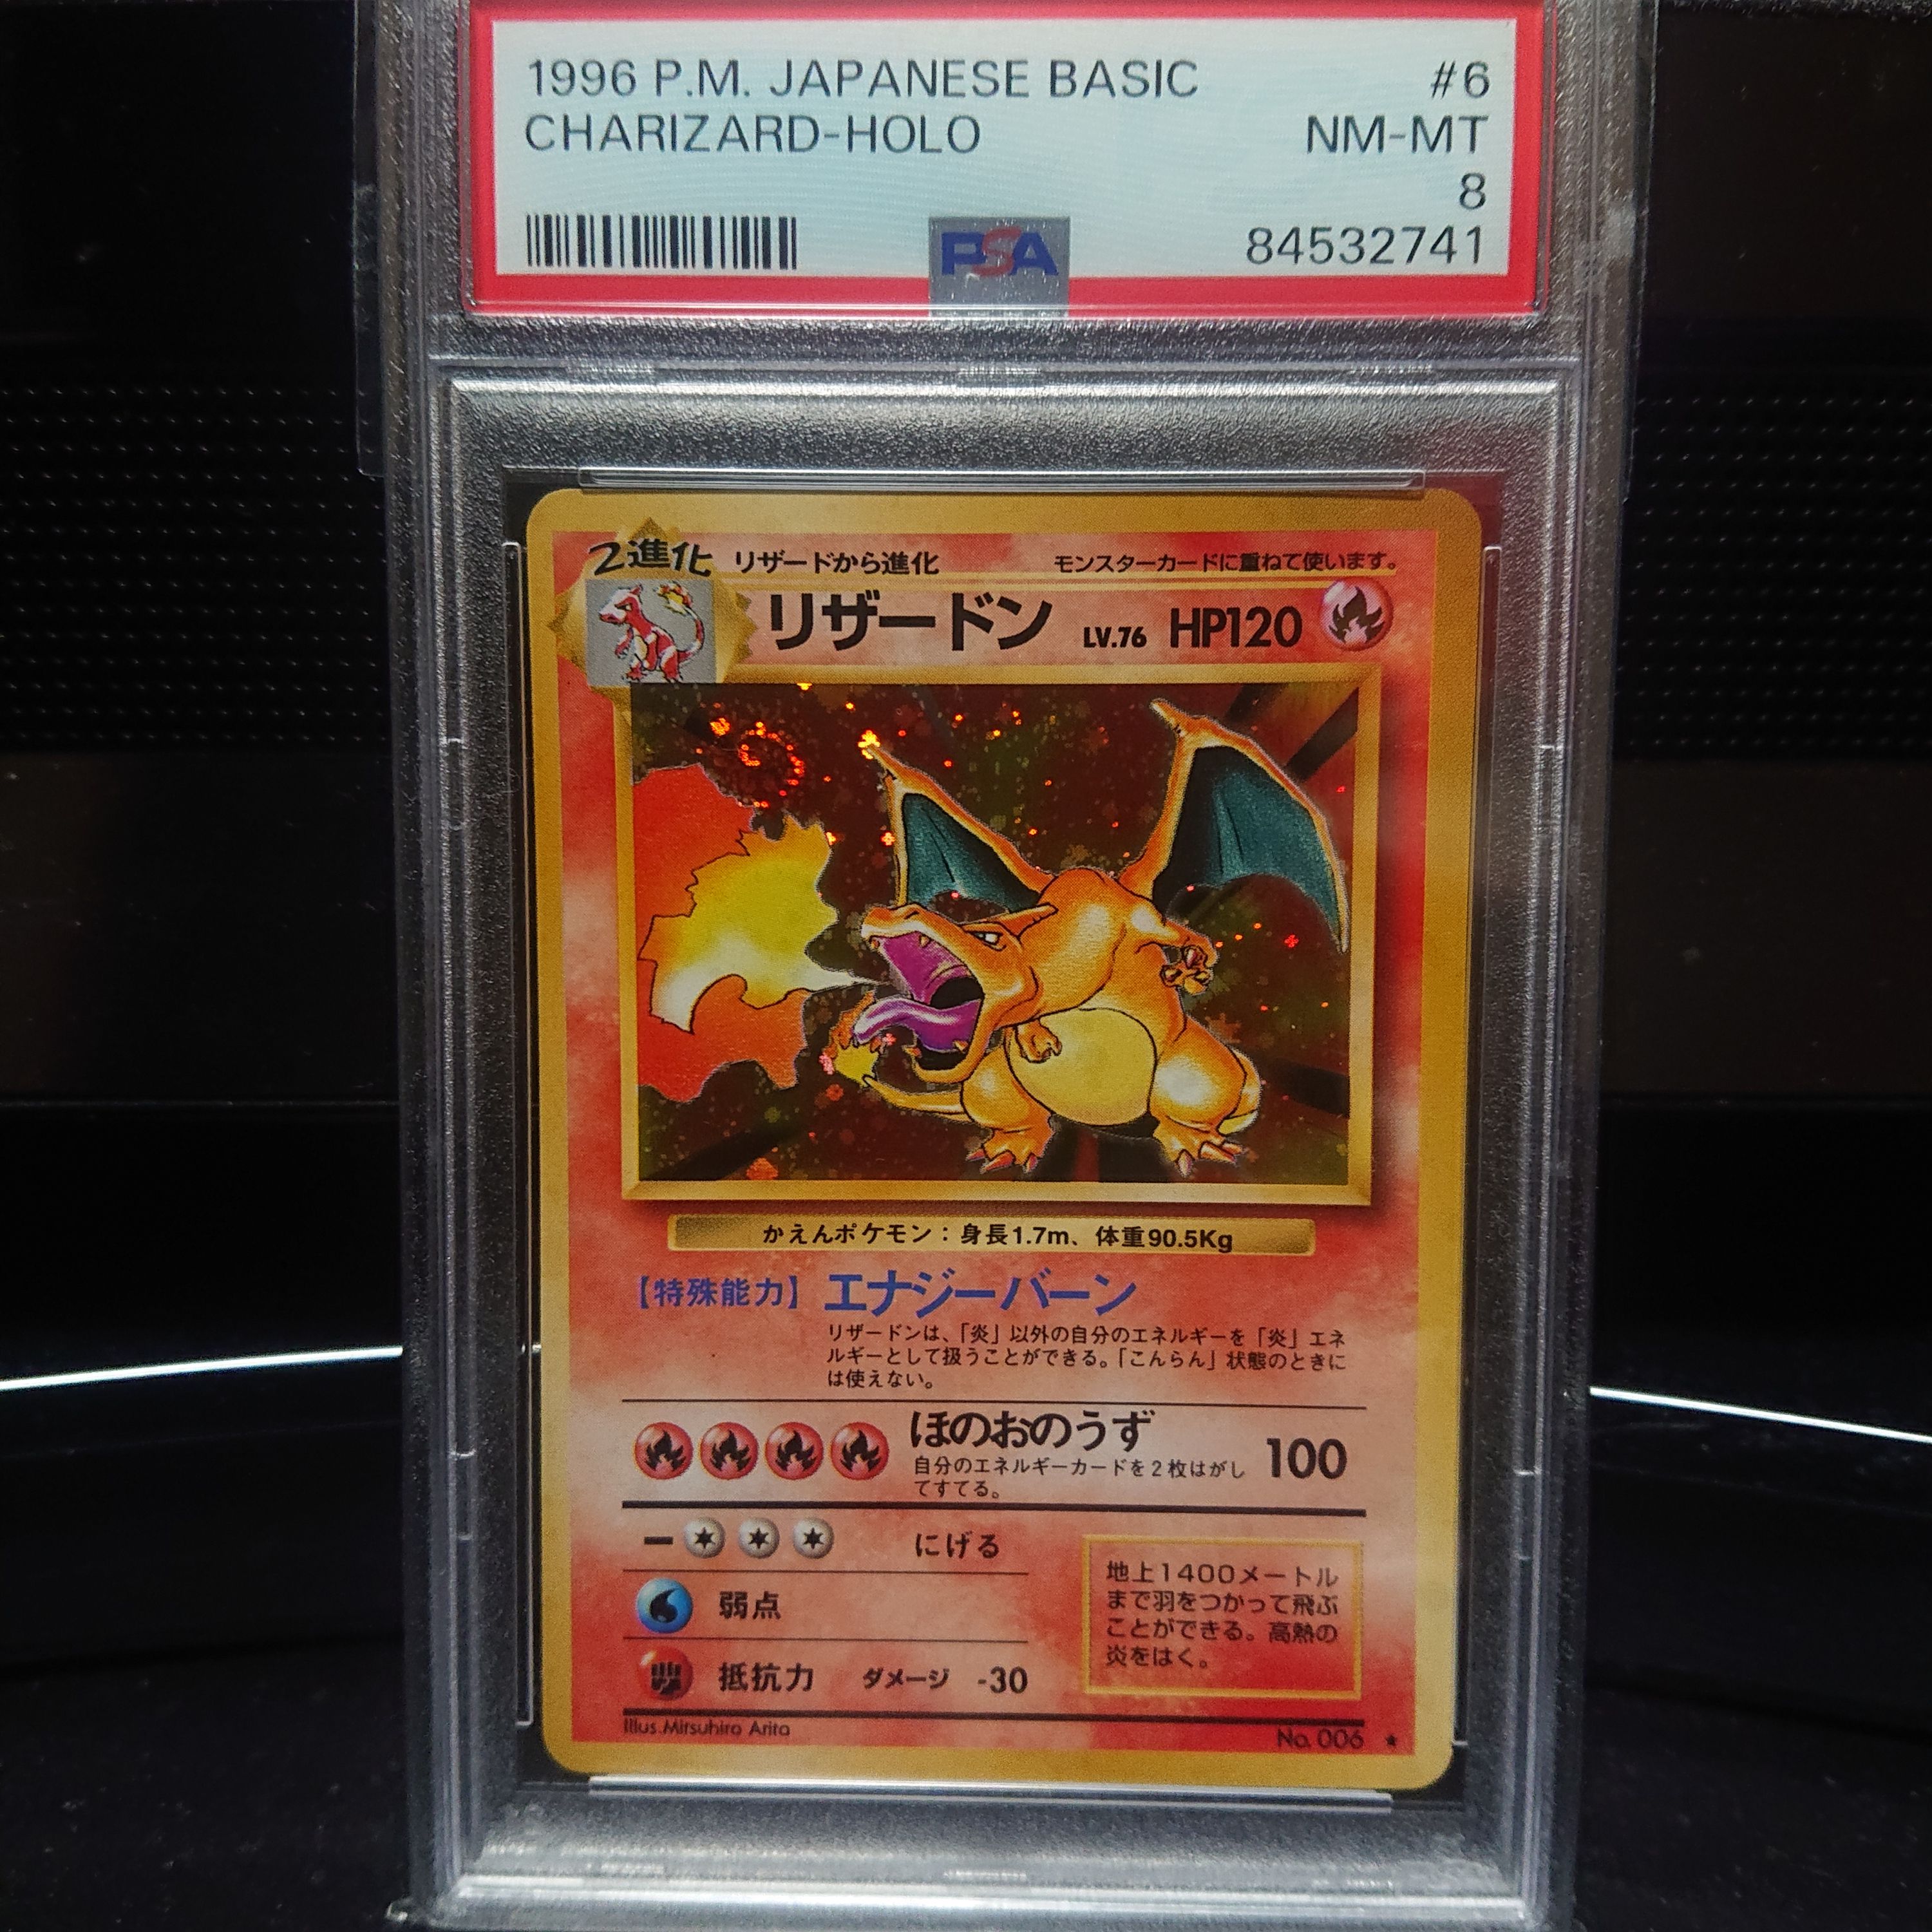 1996 P.M. JAPANESE BASIC #6
CHARIZARD-HOLO NM-MT
8
PSA 84532741
2進化 リザードから進化 モンスターカードに重ねて使います。
リザードン LV.76 HP120
かえんポケモン：身長1.7m、体重90.5Kg
【特殊能力】 エナジーバーン
リザードンは、「炎」以外の自分のエネルギーを「炎」エネ
ルギーとして扱うことができる。「こんらん」状態のときに
は使えない。
ほのおのうず 100
自分のエネルギーカードを2枚はがし
てすてる。
ー にげる
弱点
抵抗力 ダメージ -30
地上1400メートル
まで羽をつかって飛ぶ
ことができる。高熱の
炎をはく。
Illus.Mitsuhiro Arita
No. 006 ★